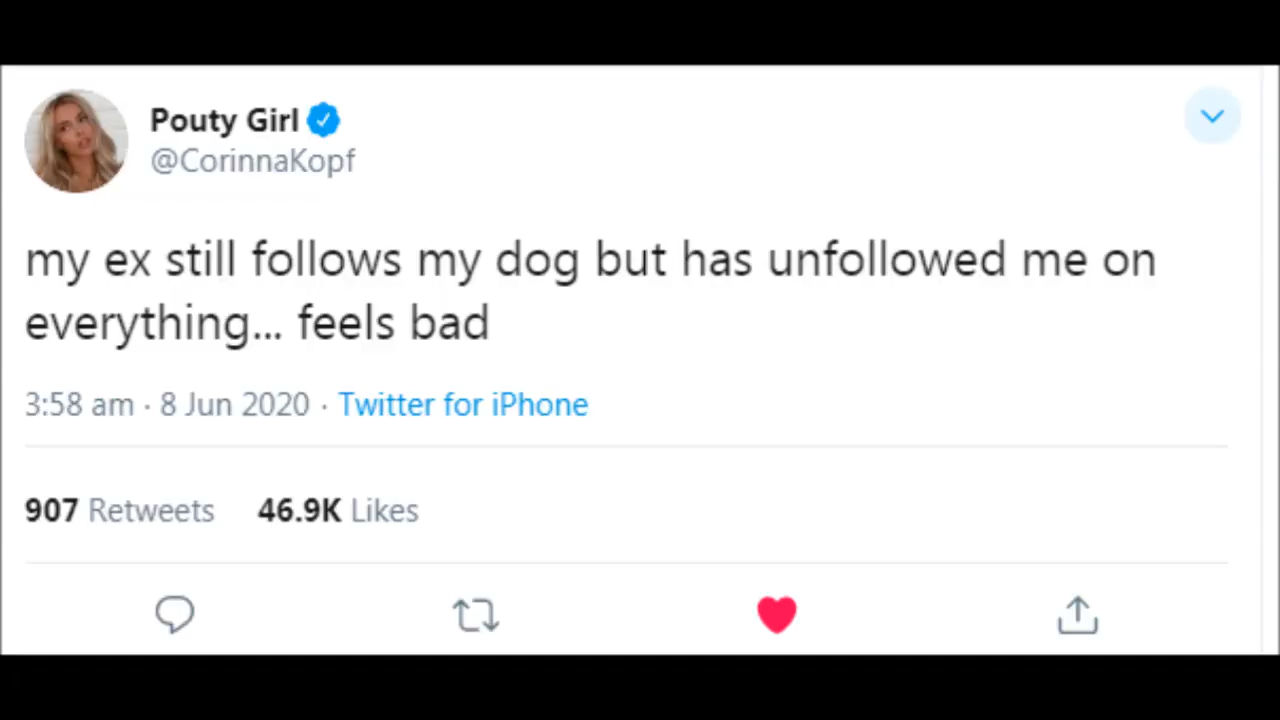 Pouty Girl
@CorinnaKopf
my ex still follows my dog but has unfollowed me on
everything... feels bad
3:58 am · 8 Jun 2020 · Twitter for iPhone
907 Retweets 46.9K Likes